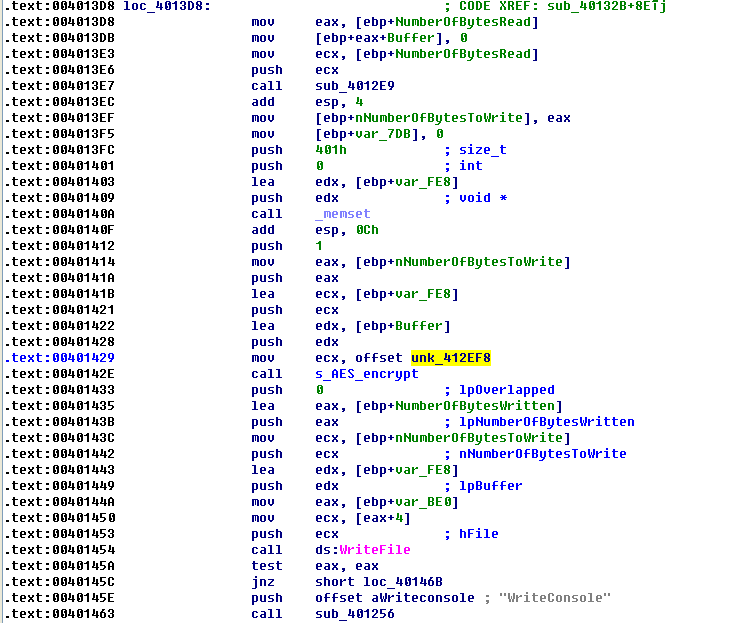 .text:004013D8 loc_4013D8: ; CODE XREF: sub_40132B+8E↑j
.text:004013D8 mov eax, [ebp+NumberOfBytesRead]
.text:004013DB mov [ebp+eax+Buffer], 0
.text:004013E3 mov ecx, [ebp+NumberOfBytesRead]
.text:004013E6 push ecx
.text:004013E7 call sub_4012E9
.text:004013EC add esp, 4
.text:004013EF mov [ebp+nNumberOfBytesToWrite], eax
.text:004013F5 mov [ebp+var_7DB], 0
.text:004013FC push 401h ; size_t
.text:00401401 push 0 ; int
.text:00401403 lea edx, [ebp+var_FE8]
.text:00401409 push edx ; void *
.text:0040140A call _memset
.text:0040140F add esp, 0Ch
.text:00401412 push 1
.text:00401414 mov eax, [ebp+nNumberOfBytesToWrite]
.text:0040141A push eax
.text:0040141B lea ecx, [ebp+var_FE8]
.text:00401421 push ecx
.text:00401422 lea edx, [ebp+Buffer]
.text:00401428 push edx
.text:00401429 mov ecx, offset unk_412EF8
.text:0040142E call s_AES_encrypt
.text:00401433 push 0 ; lpOverlapped
.text:00401435 lea eax, [ebp+NumberOfBytesWritten]
.text:0040143B push eax ; lpNumberOfBytesWritten
.text:0040143C mov ecx, [ebp+nNumberOfBytesToWrite]
.text:00401442 push ecx ; nNumberOfBytesToWrite
.text:00401443 lea edx, [ebp+var_FE8]
.text:00401449 push edx ; lpBuffer
.text:0040144A mov eax, [ebp+var_BE0]
.text:00401450 mov ecx, [eax+4]
.text:00401453 push ecx ; hFile
.text:00401454 call ds:WriteFile
.text:0040145A test eax, eax
.text:0040145C jnz short loc_40146B
.text:0040145E push offset aWriteconsole ; "WriteConsole"
.text:00401463 call sub_401256